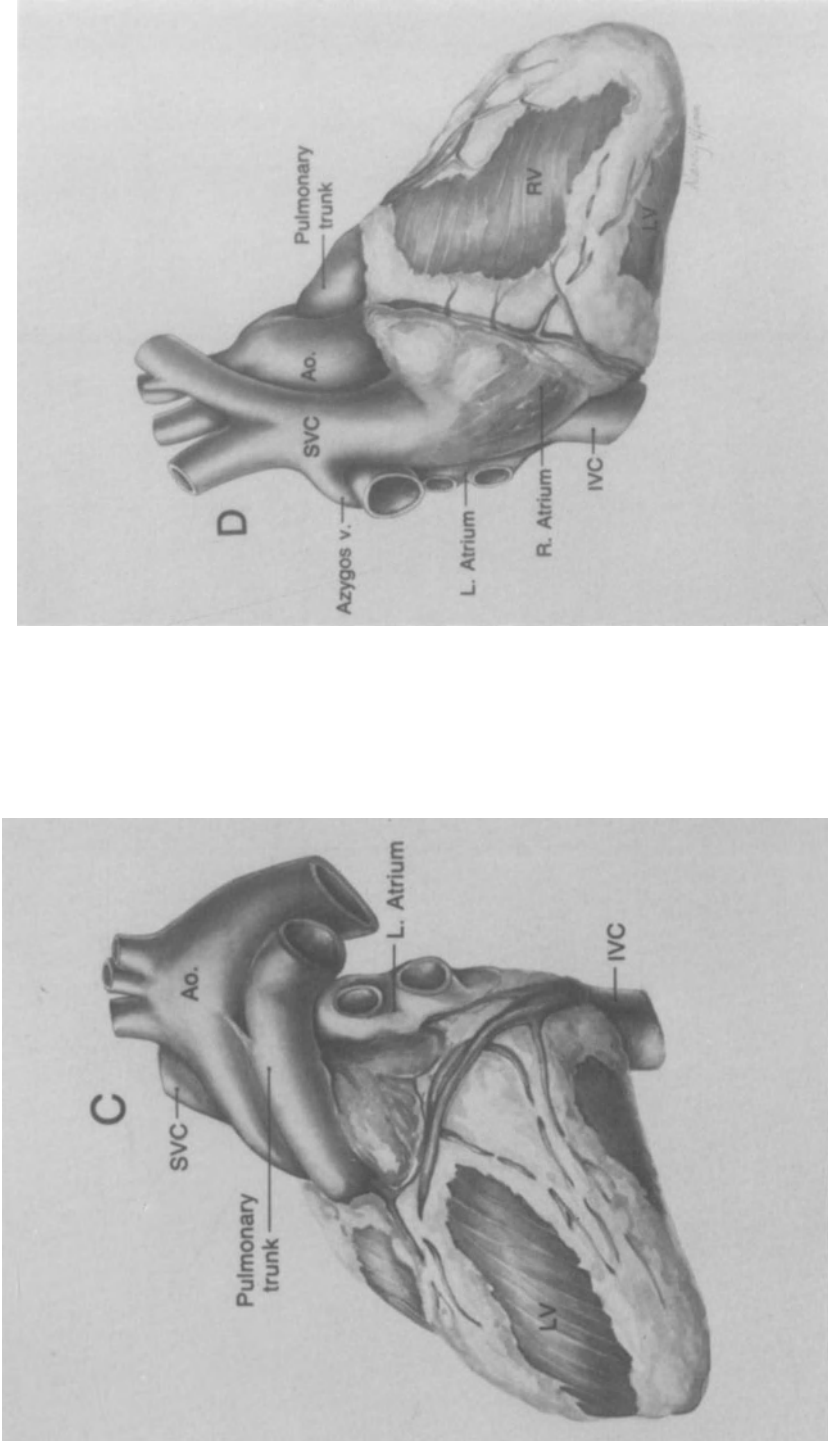 C
SVC
Ao.
Pulmonary
trunk
L. Atrium
LV
IVC
D
Pulmonary
trunk
Ao.
SVC
Azygos v.
L. Atrium
R. Atrium
RV
IVC
LV